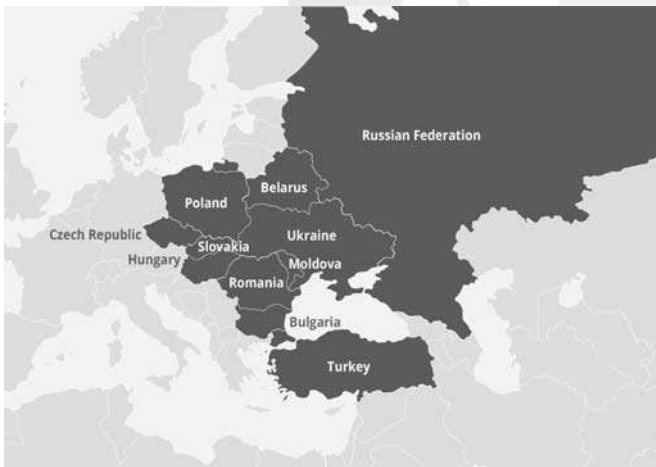 Russian Federation
Belarus
Poland
Czech Republic
Ukraine
Slovakia
Hungary
Moldova
Romania
Bulgaria
Turkey